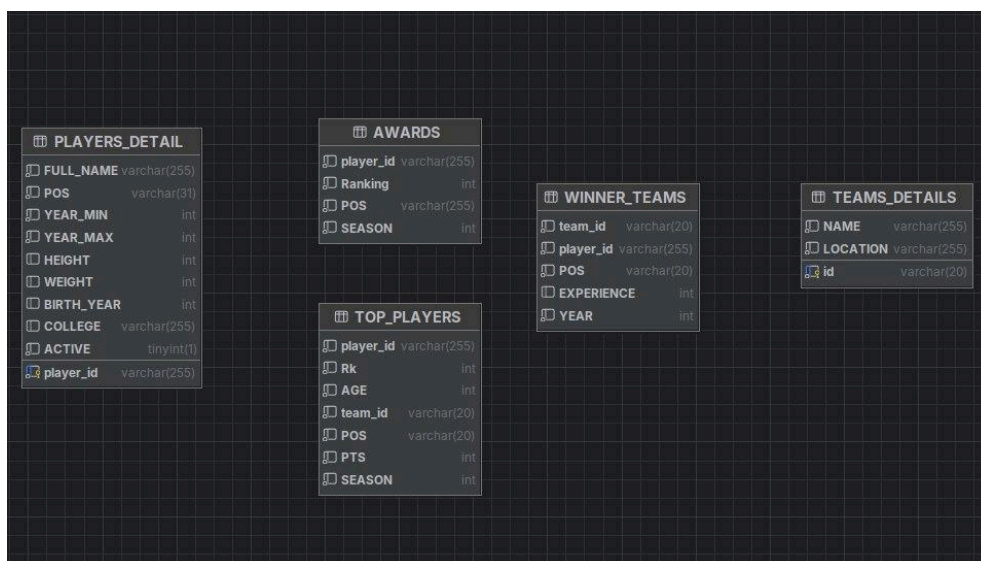 PLAYERS_DETAIL
FULL_NAME varchar(255)
POS varchar(31)
YEAR_MIN int
YEAR_MAX int
HEIGHT int
WEIGHT int
BIRTH_YEAR int
COLLEGE varchar(255)
ACTIVE tinyint(1)
player_id varchar(255)
AWARDS
player_id varchar(255)
Ranking int
POS varchar(255)
SEASON int
TOP_PLAYERS
player_id varchar(255)
Rk int
AGE int
team_id varchar(20)
POS varchar(20)
PTS int
SEASON int
WINNER_TEAMS
team_id varchar(20)
player_id varchar(255)
POS varchar(20)
EXPERIENCE int
YEAR int
TEAMS_DETAILS
NAME varchar(255)
LOCATION varchar(255)
id varchar(20)